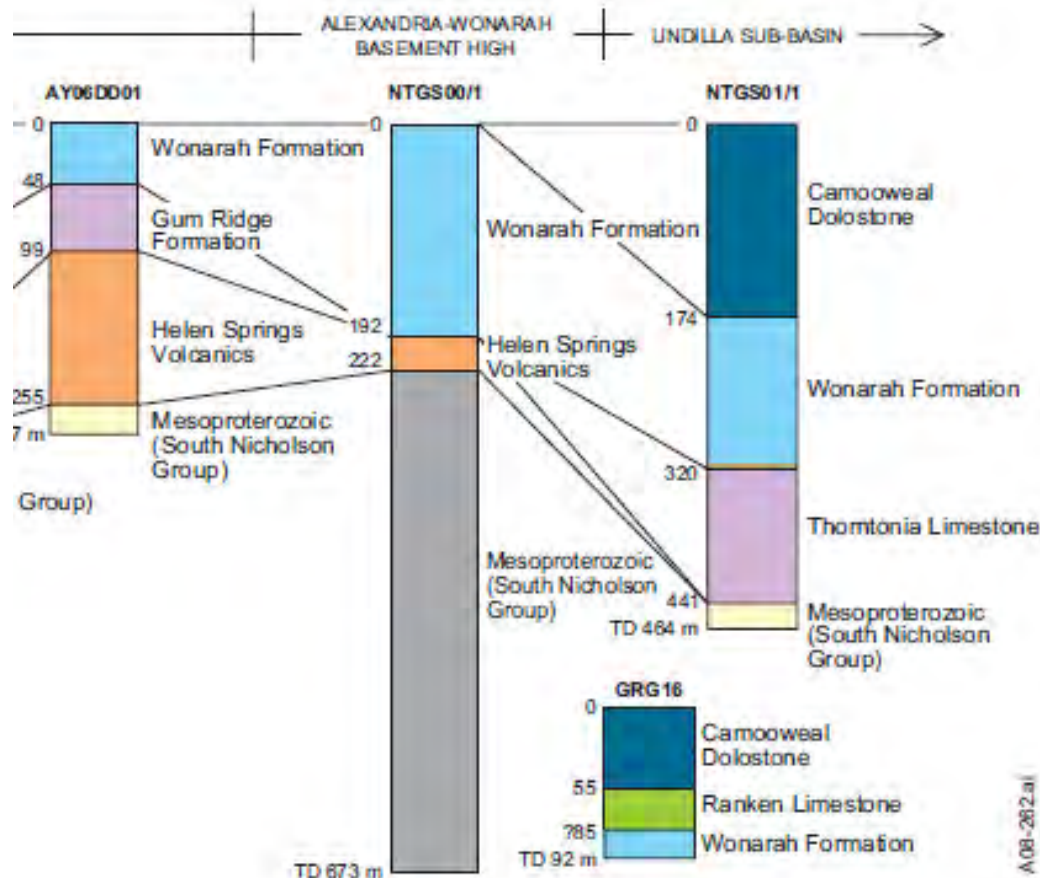 ALEXANDRIA-WONARAH
BASEMENT HIGH
UNDILLA SUB-BASIN
AY06DD01
0
Wonarah Formation
48
Gum Ridge
Formation
99
Helen Springs
Volcanics
255
7 m
Mesoproterozoic
(South Nicholson
Group)
Group)
NTGS00/1
0
Wonarah Formation
192
Helen Springs
Volcanics
222
Mesoproterozoic
(South Nicholson
Group)
TD 673 m
NTGS01/1
0
Camooweal
Dolostone
174
Wonarah Formation
320
Thorntonia Limestone
441
TD 464 m
Mesoproterozoic
(South Nicholson
Group)
GRG16
0
Camooweal
Dolostone
55
Ranken Limestone
?85
Wonarah Formation
TD 92 m
A08-262.ai